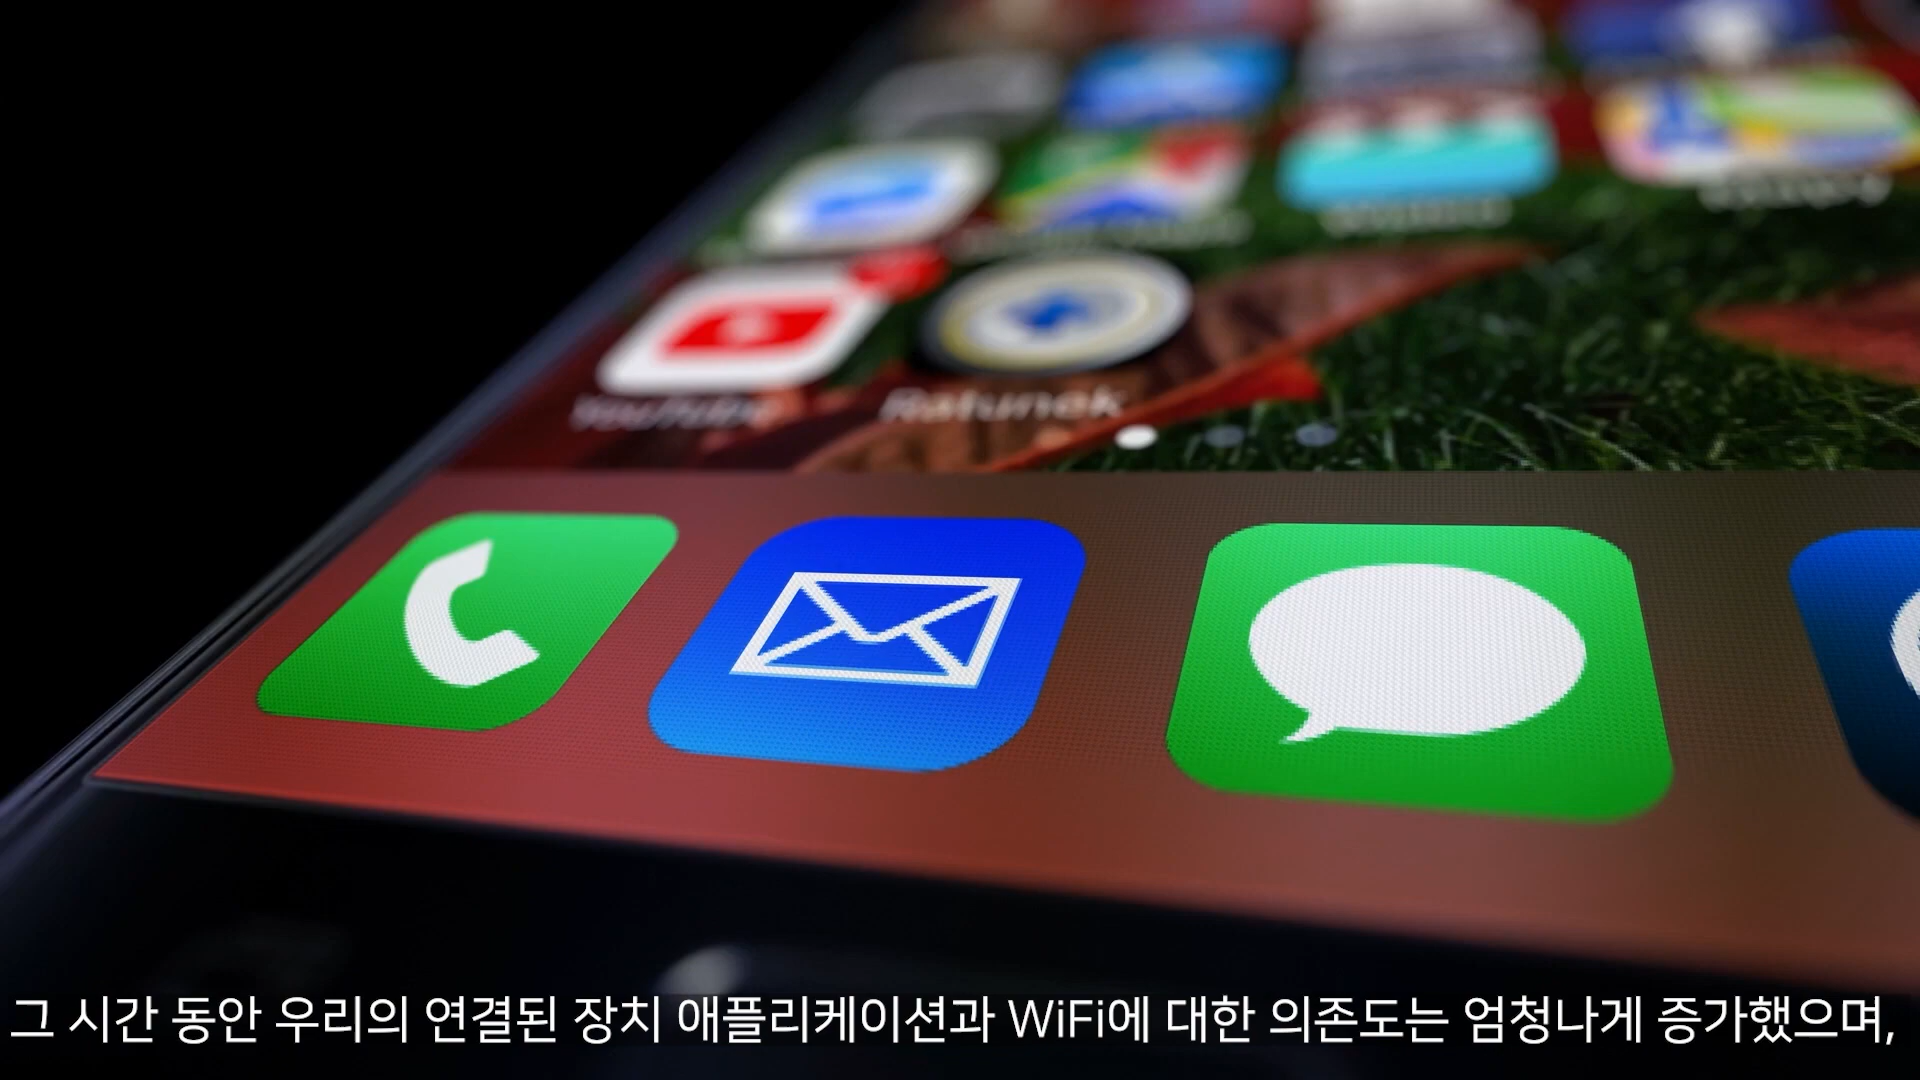 YouTube
Ratunek
그 시간 동안 우리의 연결된 장치 애플리케이션과 WiFi에 대한 의존도는 엄청나게 증가했으며,